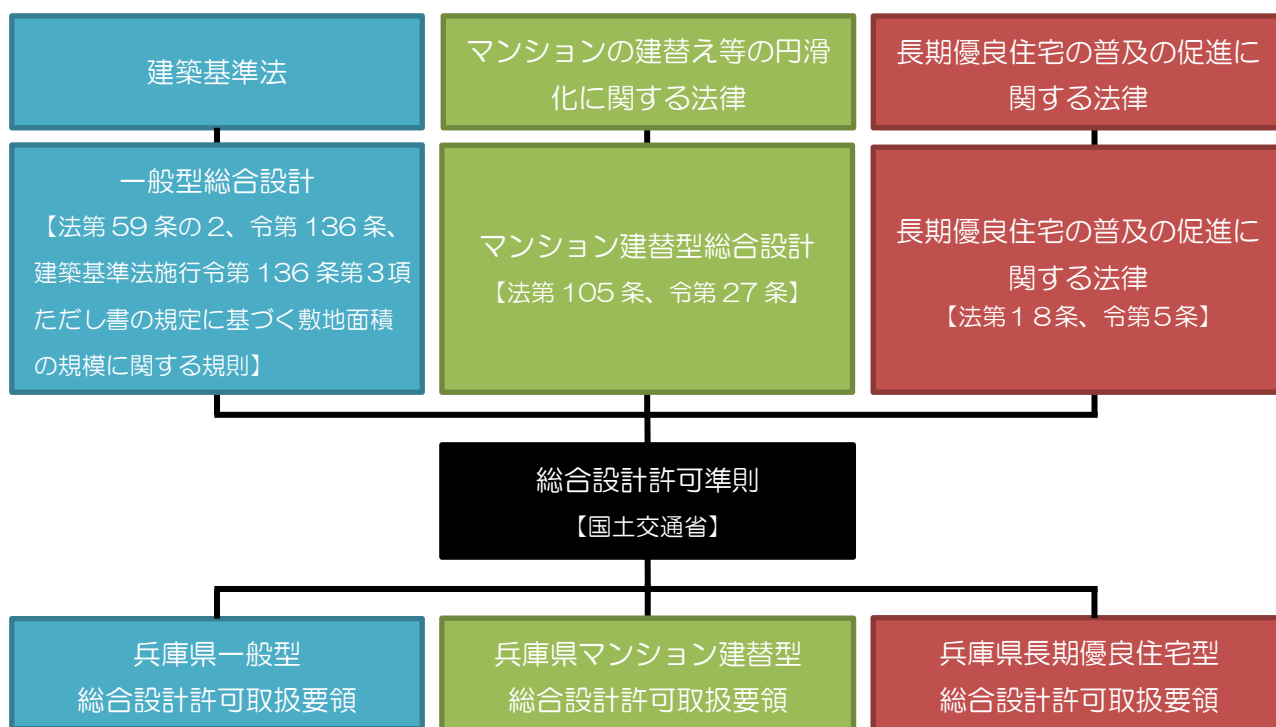 建築基準法
マンションの建替え等の円滑
化に関する法律
長期優良住宅の普及の促進に
関する法律
一般型総合設計
【法第 59 条の 2、令第 136 条、
建築基準法施行令第 136 条第3項
ただし書の規定に基づく敷地面積
の規模に関する規則】
マンション建替型総合設計
【法第 105 条、令第 27 条】
長期優良住宅の普及の促進に
関する法律
【法第18条、令第5条】
総合設計許可準則
【国土交通省】
兵庫県一般型
総合設計許可取扱要領
兵庫県マンション建替型
総合設計許可取扱要領
兵庫県長期優良住宅型
総合設計許可取扱要領